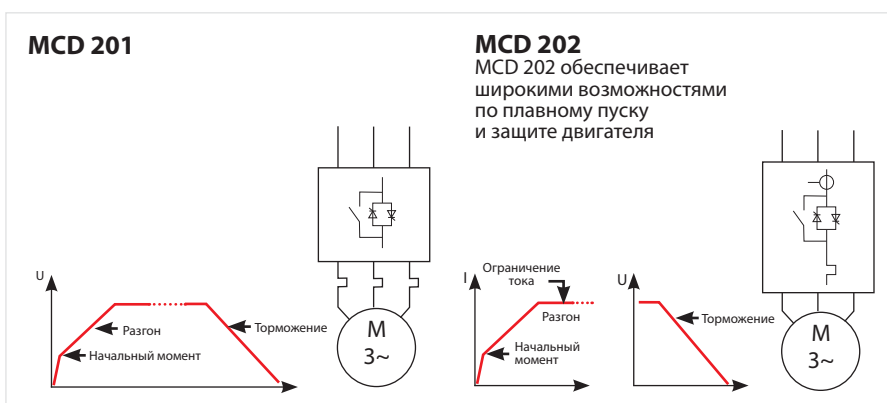 MCD 201
U
Разгон
Начальный момент
Торможение
M
3~
MCD 202
MCD 202 обеспечивает
широкими возможностями
по плавному пуску
и защите двигателя
I
Ограничение
тока
Разгон
Начальный
момент
U
Торможение
M
3~